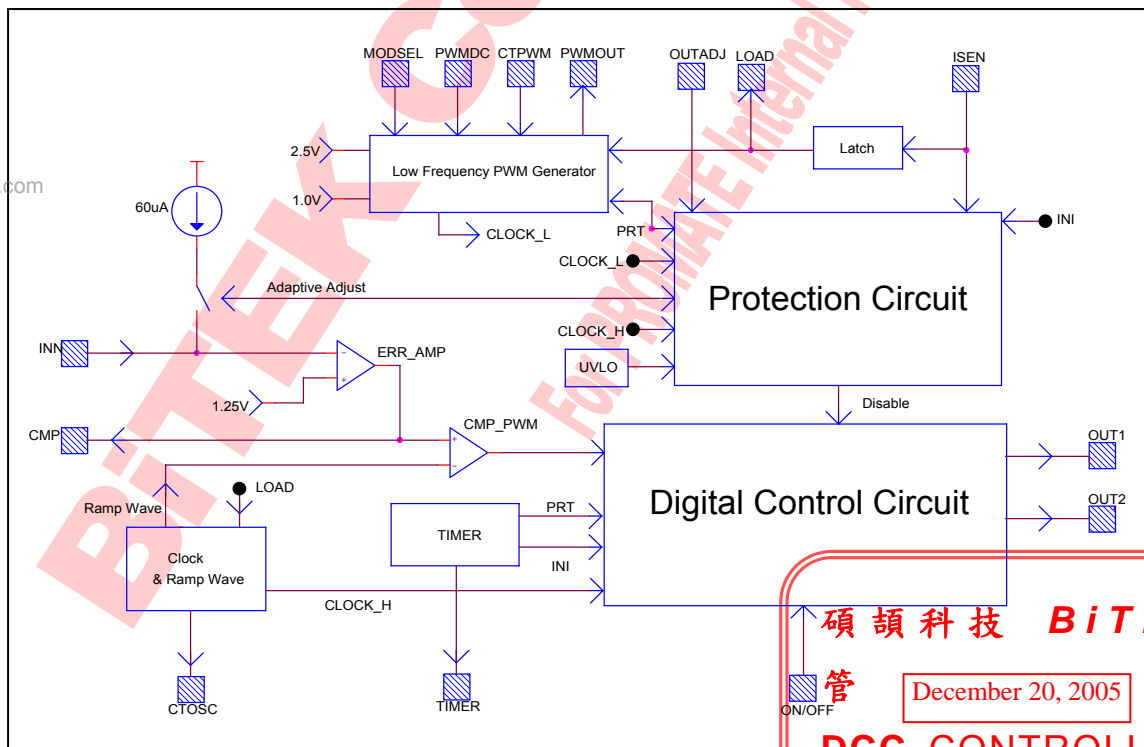 MODSEL PWMDC CTPWM PWMOUT OUTADJ LOAD ISEN
2.5V
Low Frequency PWM Generator
Latch
.com
1.0V
60uA
CLOCK_L
PRT
INI
CLOCK_L
Adaptive Adjust
Protection Circuit
CLOCK_H
INN
ERR_AMP
UVLO
1.25V
Disable
CMP
CMP_PWM
OUT1
LOAD
Ramp Wave
Digital Control Circuit
OUT2
PRT
TIMER
Clock
& Ramp Wave
INI
CLOCK_H
CTOSC
TIMER
ON/OFF
碩頡科技 BiT
管
December 20, 2005
DCC CONTROLL
BiTEK
For PROMATE Internal